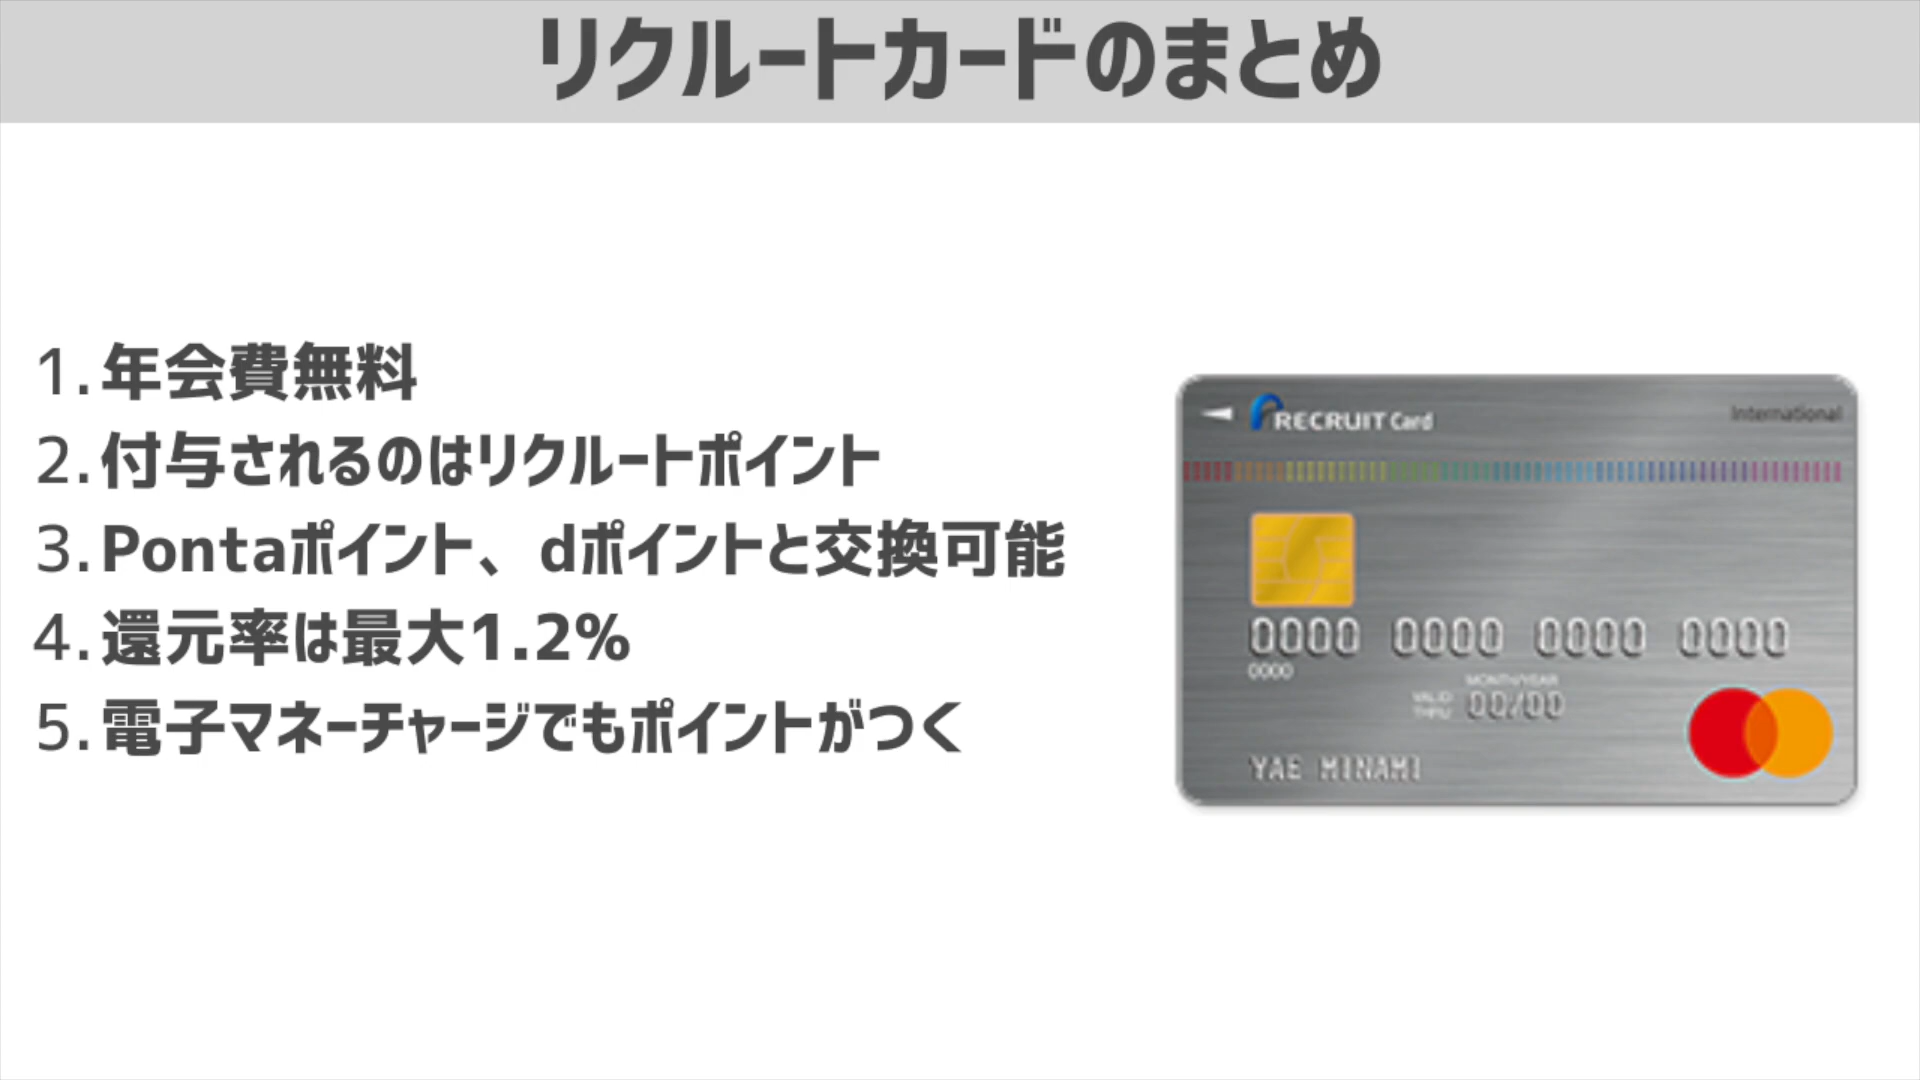 リクルートカードのまとめ
1.年会費無料
2.付与されるのはリクルートポイント
3.Pontaポイント、dポイントと交換可能
4.還元率は最大1.2%
5.電子マネーチャージでもポイントがつく
RECRUIT Card
International
0000 0000 0000 0000
0000
MONTH/YEAR
VALID THRU 00/00
YAE MINAMI